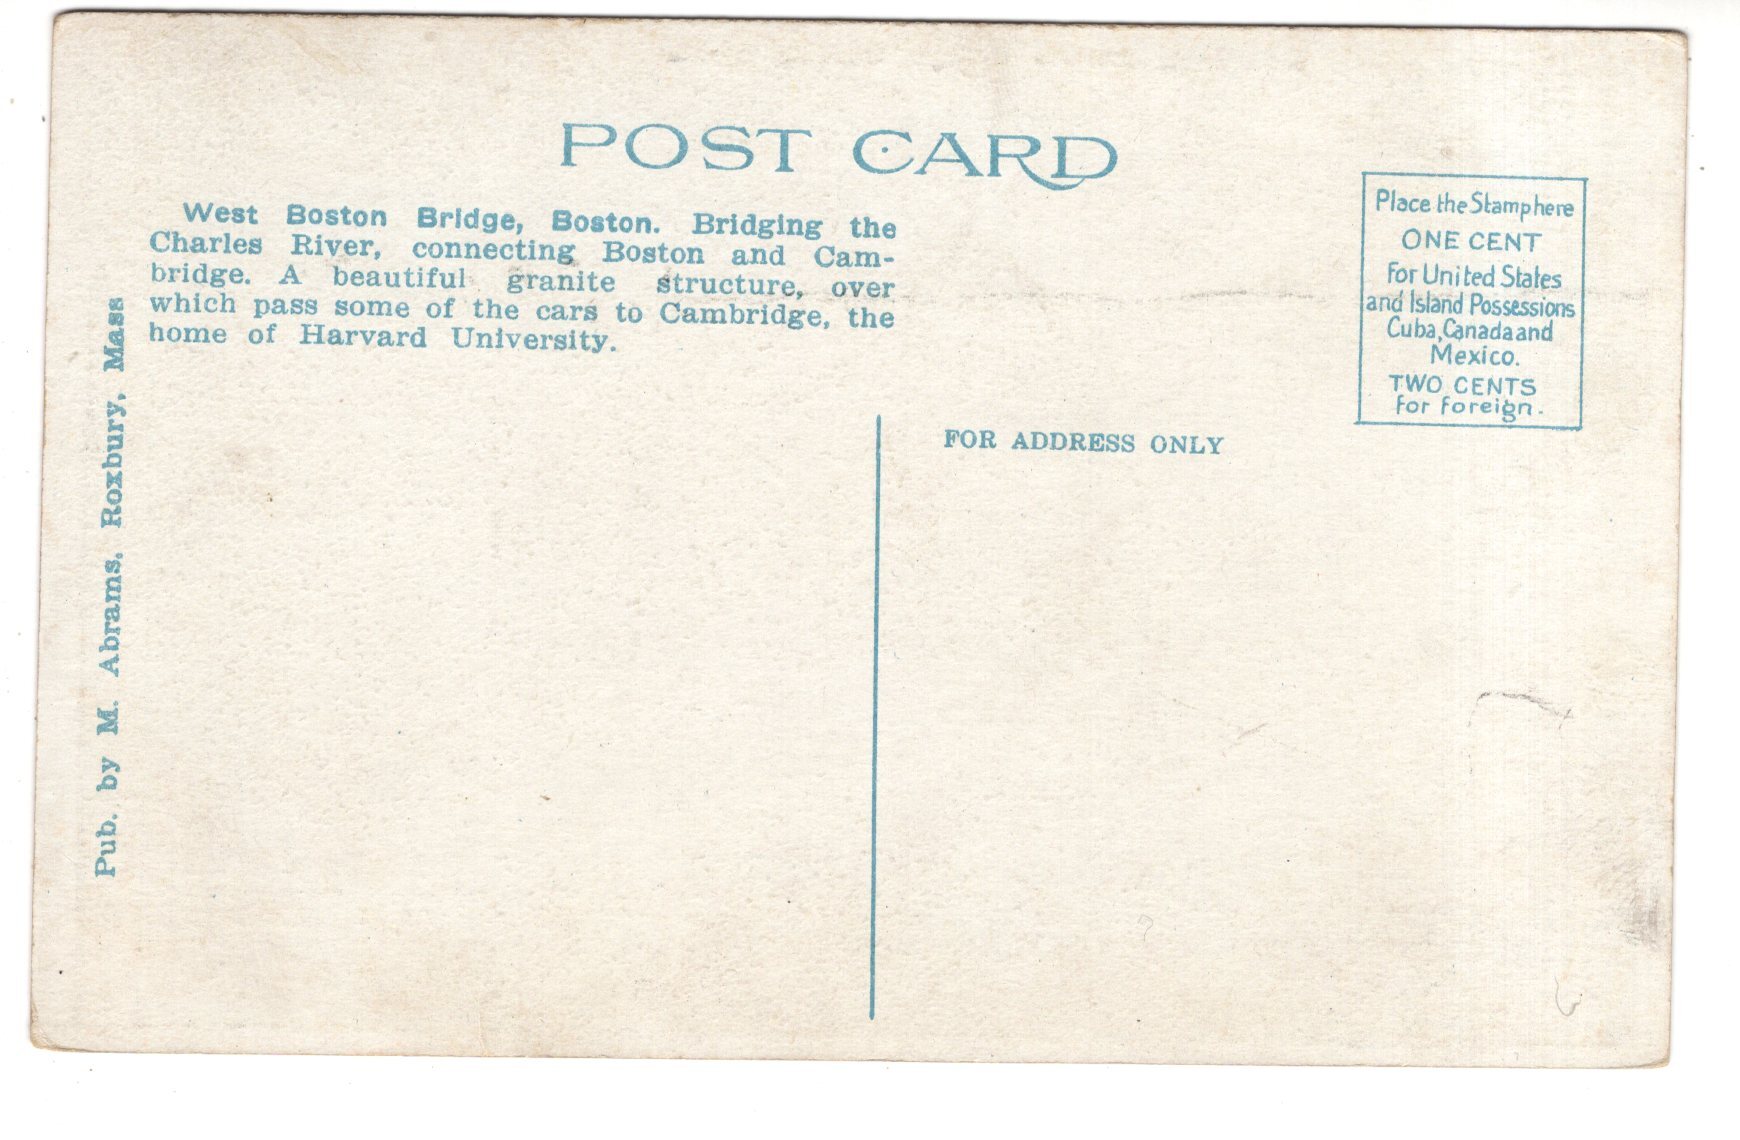 POST CARD
West Boston Bridge, Boston. Bridging the
Charles River, connecting Boston and Cam-
bridge. A beautiful granite structure, over
which pass some of the cars to Cambridge, the
home of Harvard University.
Place the Stamp here
ONE CENT
For United States
and Island Possessions
Cuba, Canada and
Mexico.
TWO CENTS
For Foreign.
FOR ADDRESS ONLY
Pub. by M. Abrams, Roxbury, Mass